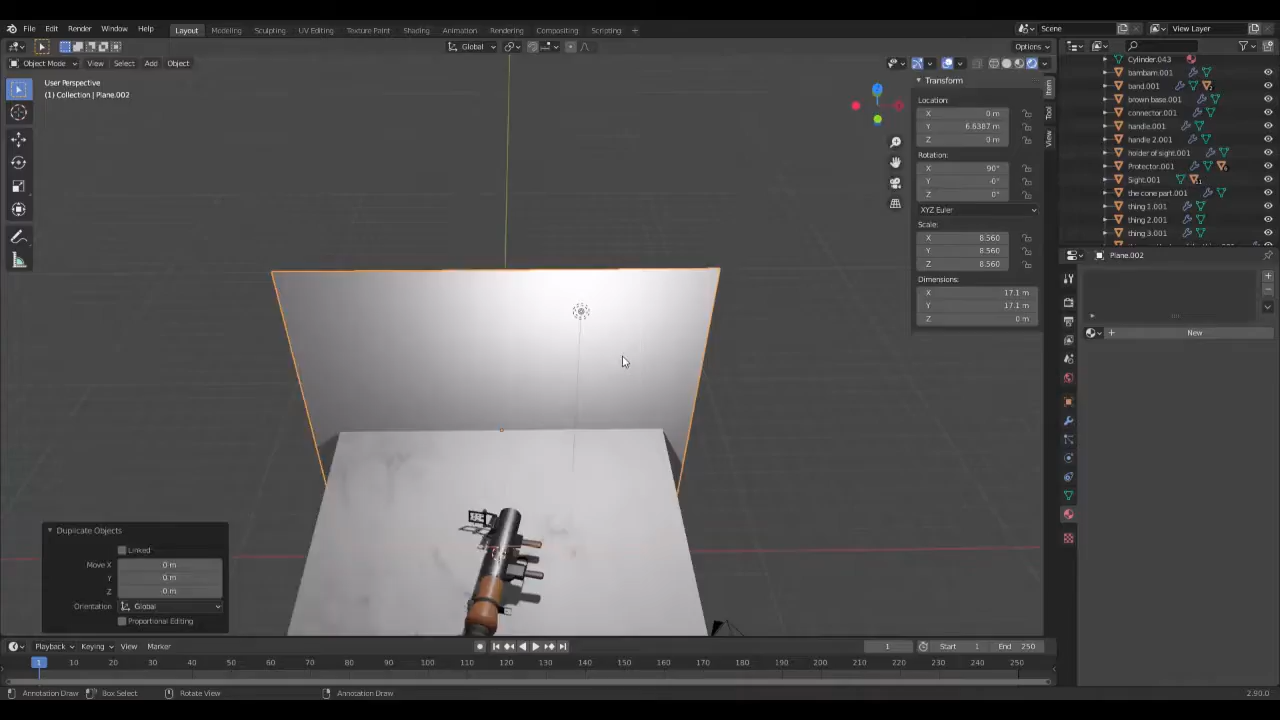 File Edit Render Window Help Layout Modeling Sculpting UV Editing Texture Paint Shading Animation Rendering Compositing Scripting + Scene View Layer
Global Options
Object Mode View Select Add Object
User Perspective
(1) Collection | Plane.002
Transform
Location:
X 0 m
Y 6.6387 m
Z 0 m
Rotation:
X 90°
Y -0°
Z 0°
XYZ Euler
Scale:
X 8.560
Y 8.560
Z 8.560
Dimensions:
X 17.1 m
Y 17.1 m
Z 0 m
Item
Tool
View
Cylinder.043
bambam.001
band.001
brown base.001
connector.001
handle.001
handle 2.001
holder of sight.001
Protector.001
Sight.001
the cone part.001
thing 1.001
thing 2.001
thing 3.001
Plane.002
New
Duplicate Objects
Linked
Move X 0 m
Y 0 m
Z 0 m
Orientation Global
Proportional Editing
Playback Keying View Marker 1 Start 1 End 250
1 10 20 30 40 50 60 70 80 90 100 110 120 130 140 150 160 170 180 190 200 210 220 230 240 250
Annotation Draw Box Select Rotate View Annotation Draw 2.90.0